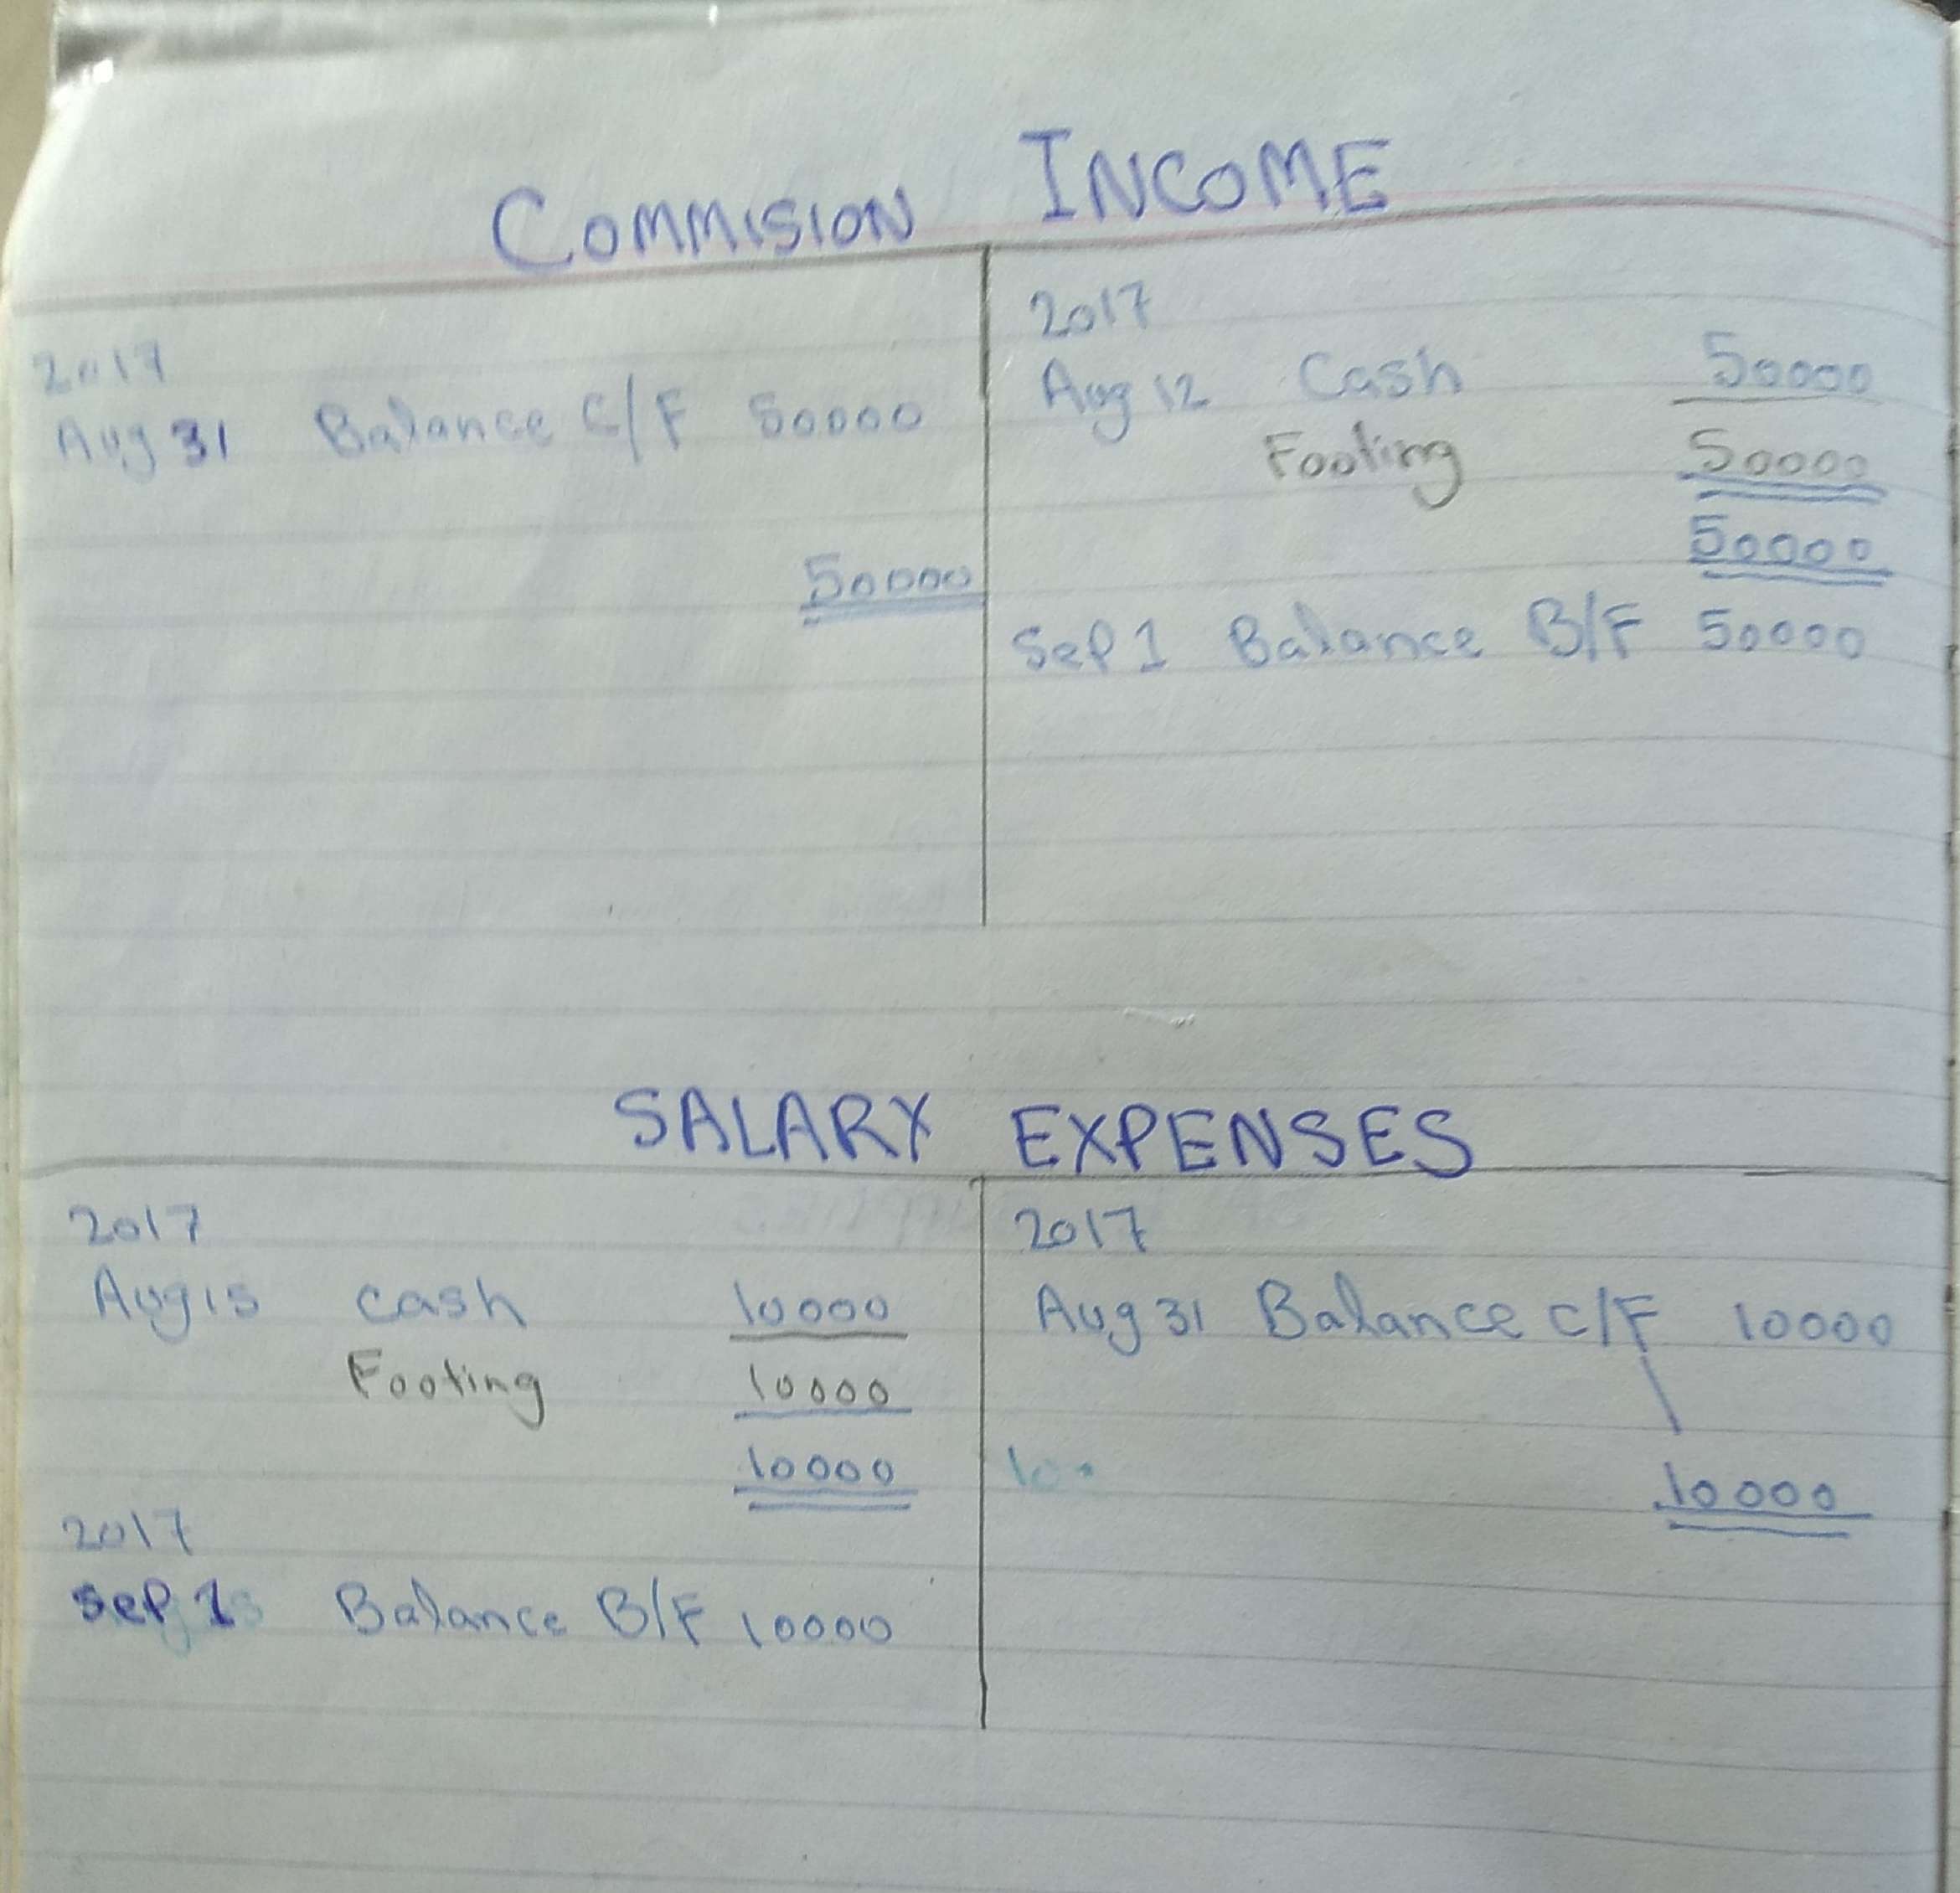 COMMISION INCOME
2017
Aug 31 Balance C/F 50000
50000
2017
Aug 12 Cash 50000
Footing 50000
50000
Sep 1 Balance B/F 50000
SALARY EXPENSES
2017
Aug 15 cash 10000
Footing 10000
10000
2017
Sep 1 Balance B/F 10000
2017
Aug 31 Balance C/F 10000
10000